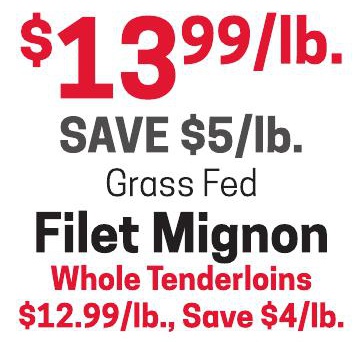 $13 99/lb.
SAVE $5/lb.
Grass Fed
Filet Mignon
Whole Tenderloins
$12.99/lb., Save $4/lb.